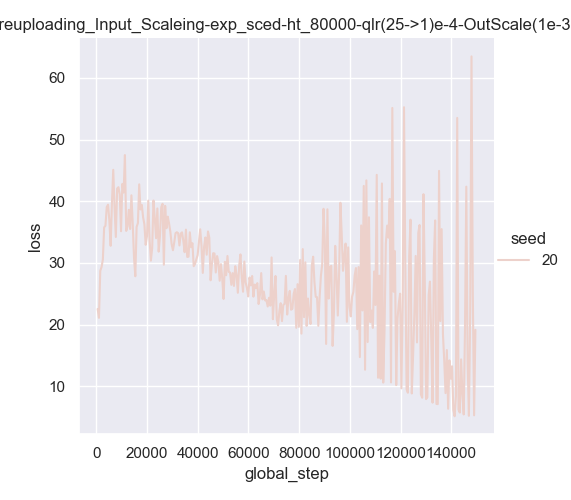 reuploading_Input_Scaleing-exp_sced-ht_80000-qlr(25->1)e-4-OutScale(1e-3
60
50
40
30
20
10
loss
seed
20
0 20000 40000 60000 80000 100000 120000 140000
global_step